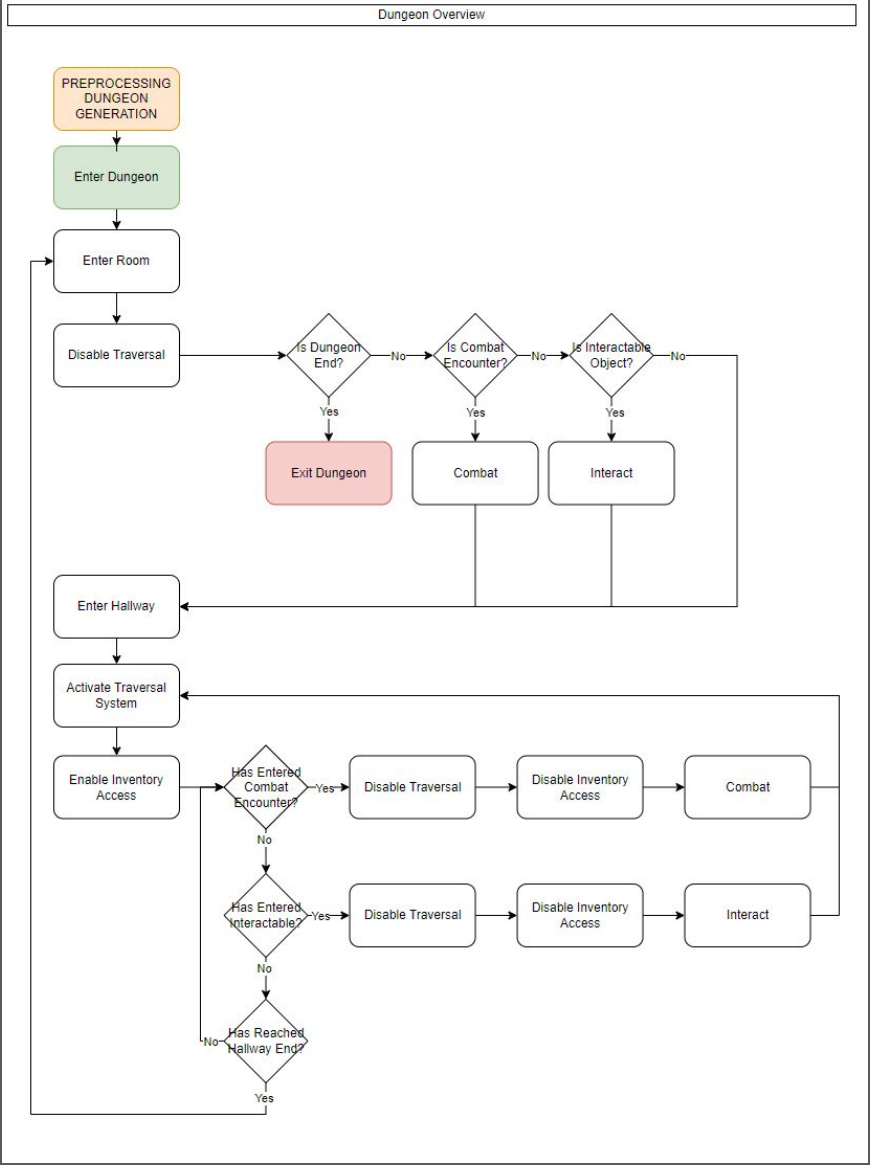 Dungeon Overview
PREPROCESSING
DUNGEON
GENERATION
Enter Dungeon
Enter Room
Disable Traversal
Is Dungeon
End?
No
Is Combat
Encounter?
No
Is Interactable
Object?
No
Yes
Yes
Yes
Exit Dungeon
Combat
Interact
Enter Hallway
Activate Traversal
System
Enable Inventory
Access
Has Entered
Combat
Encounter?
Yes
Disable Traversal
Disable Inventory
Access
Combat
No
Has Entered
Interactable?
Yes
Disable Traversal
Disable Inventory
Access
Interact
No
Has Reached
Hallway End?
No
Yes